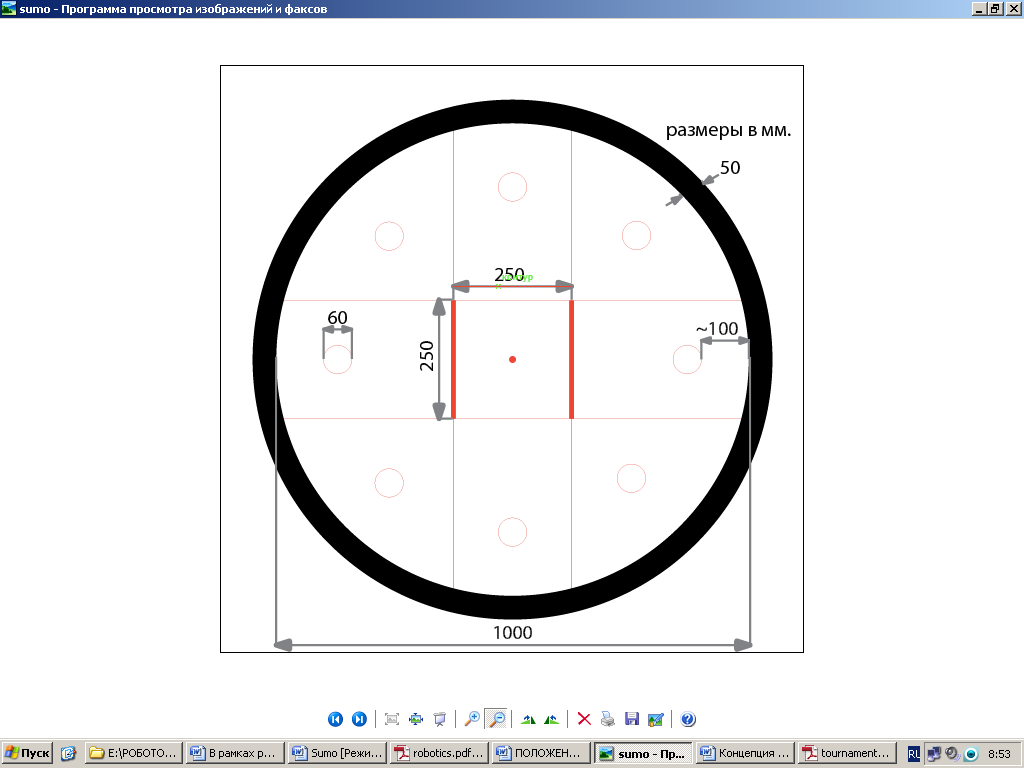 sumo - Программа просмотра изображений и факсов
размеры в мм.
50
250
60
~100
250
1000
Пуск
E:\РОБОТО...
В рамках р...
Sumo [Режи...
robotics.pdf...
ПОЛОЖЕН...
sumo - Пр...
Концепция ...
tournament...
RL
8:53